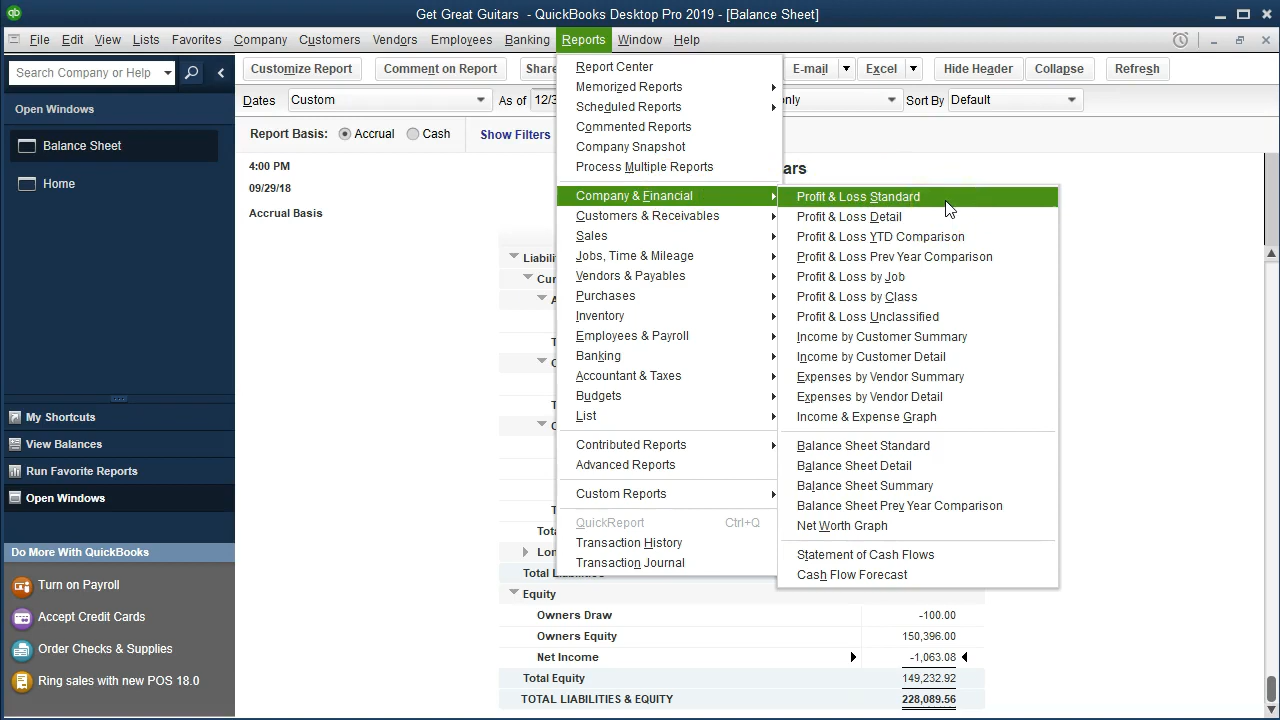 Get Great Guitars - QuickBooks Desktop Pro 2019 - [Balance Sheet]
File Edit View Lists Favorites Company Customers Vendors Employees Banking Reports Window Help
Search Company or Help
Customize Report Comment on Report Share E-mail Excel Hide Header Collapse Refresh
Open Windows
Dates Custom As of 12/3 only Sort By Default
Report Basis: Accrual Cash Show Filters
Balance Sheet
Home
My Shortcuts
View Balances
Run Favorite Reports
Open Windows
Do More With QuickBooks
Turn on Payroll
Accept Credit Cards
Order Checks & Supplies
Ring sales with new POS 18.0
4:00 PM
09/29/18
Accrual Basis
ars
Report Center
Memorized Reports
Scheduled Reports
Commented Reports
Company Snapshot
Process Multiple Reports
Company & Financial
Customers & Receivables
Sales
Jobs, Time & Mileage
Vendors & Payables
Purchases
Inventory
Employees & Payroll
Banking
Accountant & Taxes
Budgets
List
Contributed Reports
Advanced Reports
Custom Reports
QuickReport Ctrl+Q
Transaction History
Transaction Journal
Profit & Loss Standard
Profit & Loss Detail
Profit & Loss YTD Comparison
Profit & Loss Prev Year Comparison
Profit & Loss by Job
Profit & Loss by Class
Profit & Loss Unclassified
Income by Customer Summary
Income by Customer Detail
Expenses by Vendor Summary
Expenses by Vendor Detail
Income & Expense Graph
Balance Sheet Standard
Balance Sheet Detail
Balance Sheet Summary
Balance Sheet Prev Year Comparison
Net Worth Graph
Statement of Cash Flows
Cash Flow Forecast
Liabili
Cur
A
T
C
T
C
T
Tota
Lon
Total Liabilities
Equity
Owners Draw -100.00
Owners Equity 150,396.00
Net Income -1,063.08
Total Equity 149,232.92
TOTAL LIABILITIES & EQUITY 228,089.56